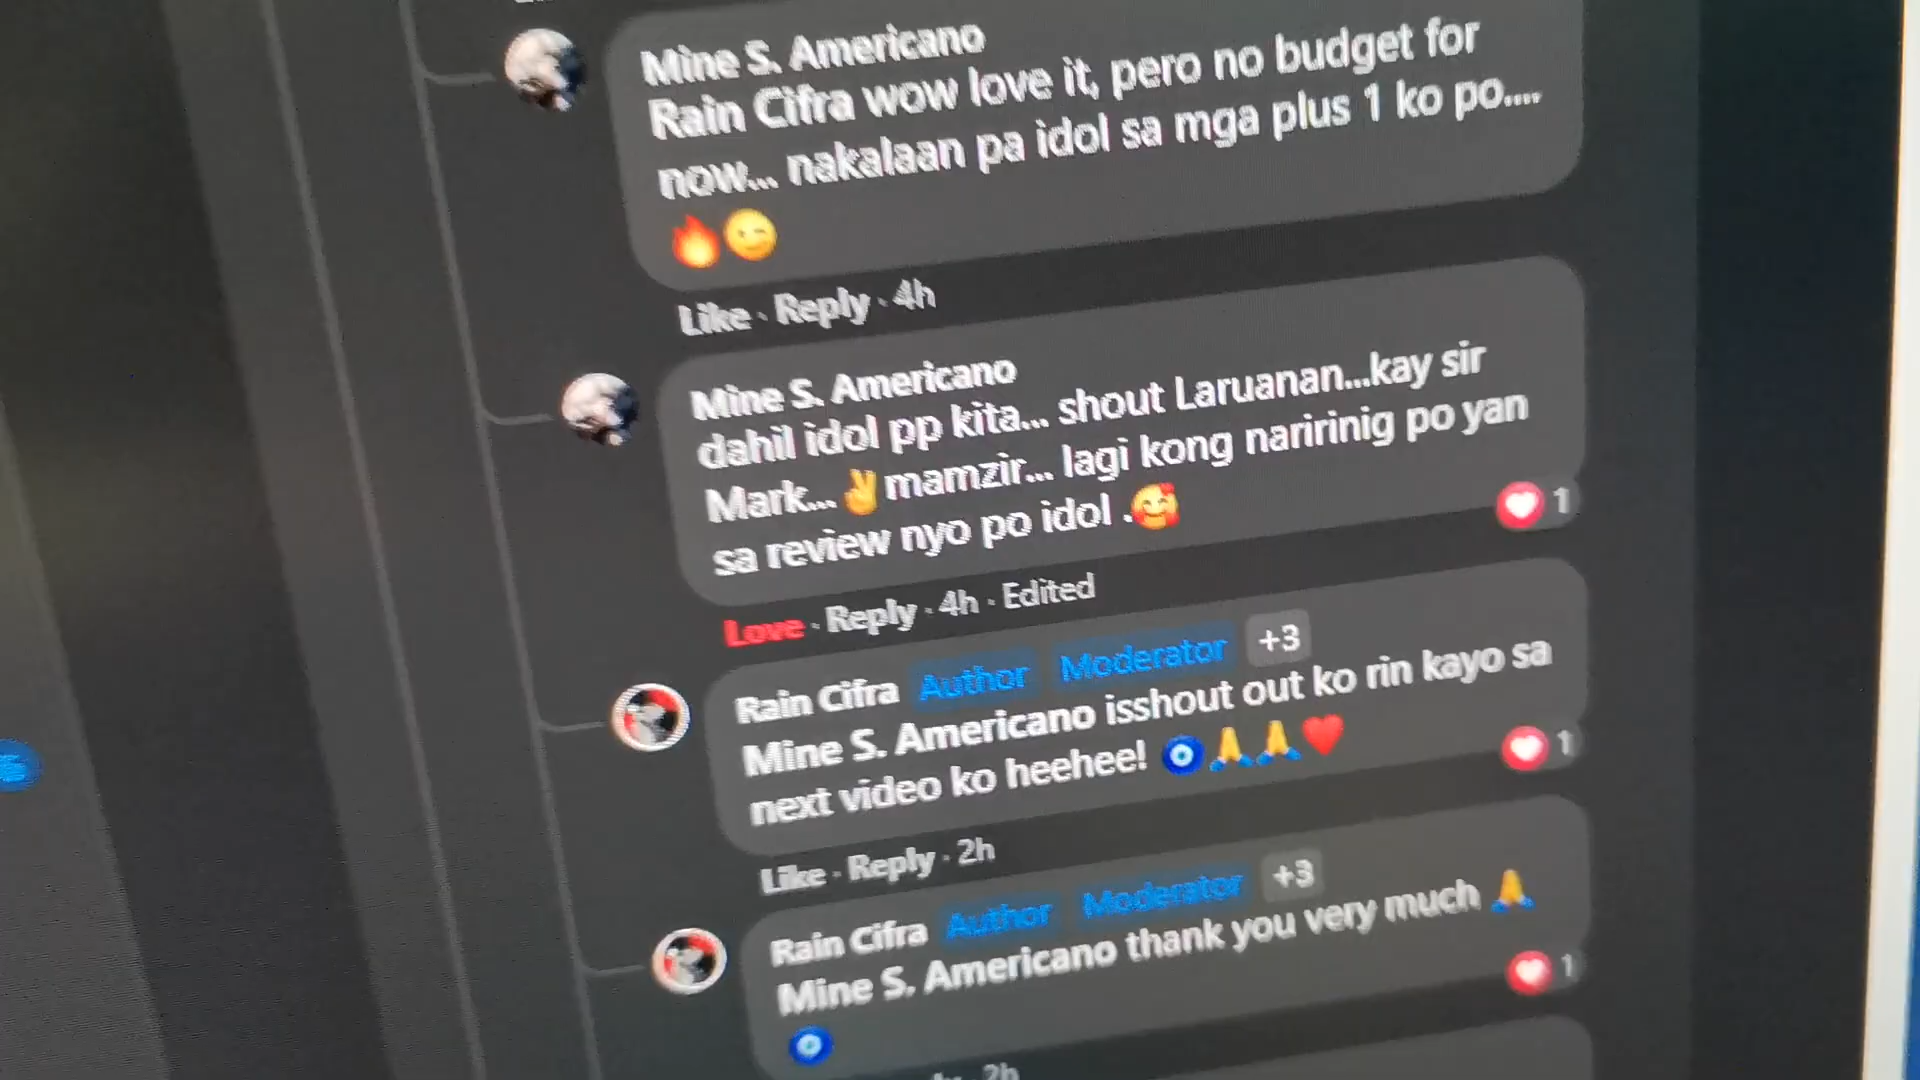 Mine S. Americano
Rain Cifra wow love it, pero no budget for
now... nakalaan pa idol sa mga plus 1 ko po....
🔥😉
Like · Reply · 4h
Mine S. Americano
dahil idol pp kita... shout Laruanan...kay sir
Mark...✌mamzir... lagi kong naririnig po yan
sa review nyo po idol .🥰
1
Love · Reply · 4h · Edited
Rain Cifra Author Moderator +3
Mine S. Americano isshout out ko rin kayo sa
next video ko heehee! 🧿🙏🙏❤
1
Like · Reply · 2h
Rain Cifra Author Moderator +3
Mine S. Americano thank you very much 🙏
🧿
1
2h